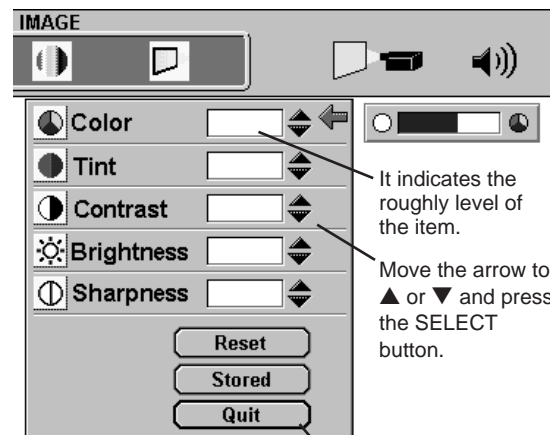 IMAGE
Color
Tint
Contrast
Brightness
Sharpness
Reset
Stored
Quit
It indicates the
roughly level of
the item.
Move the arrow to
▲ or ▼ and press
the SELECT
button.